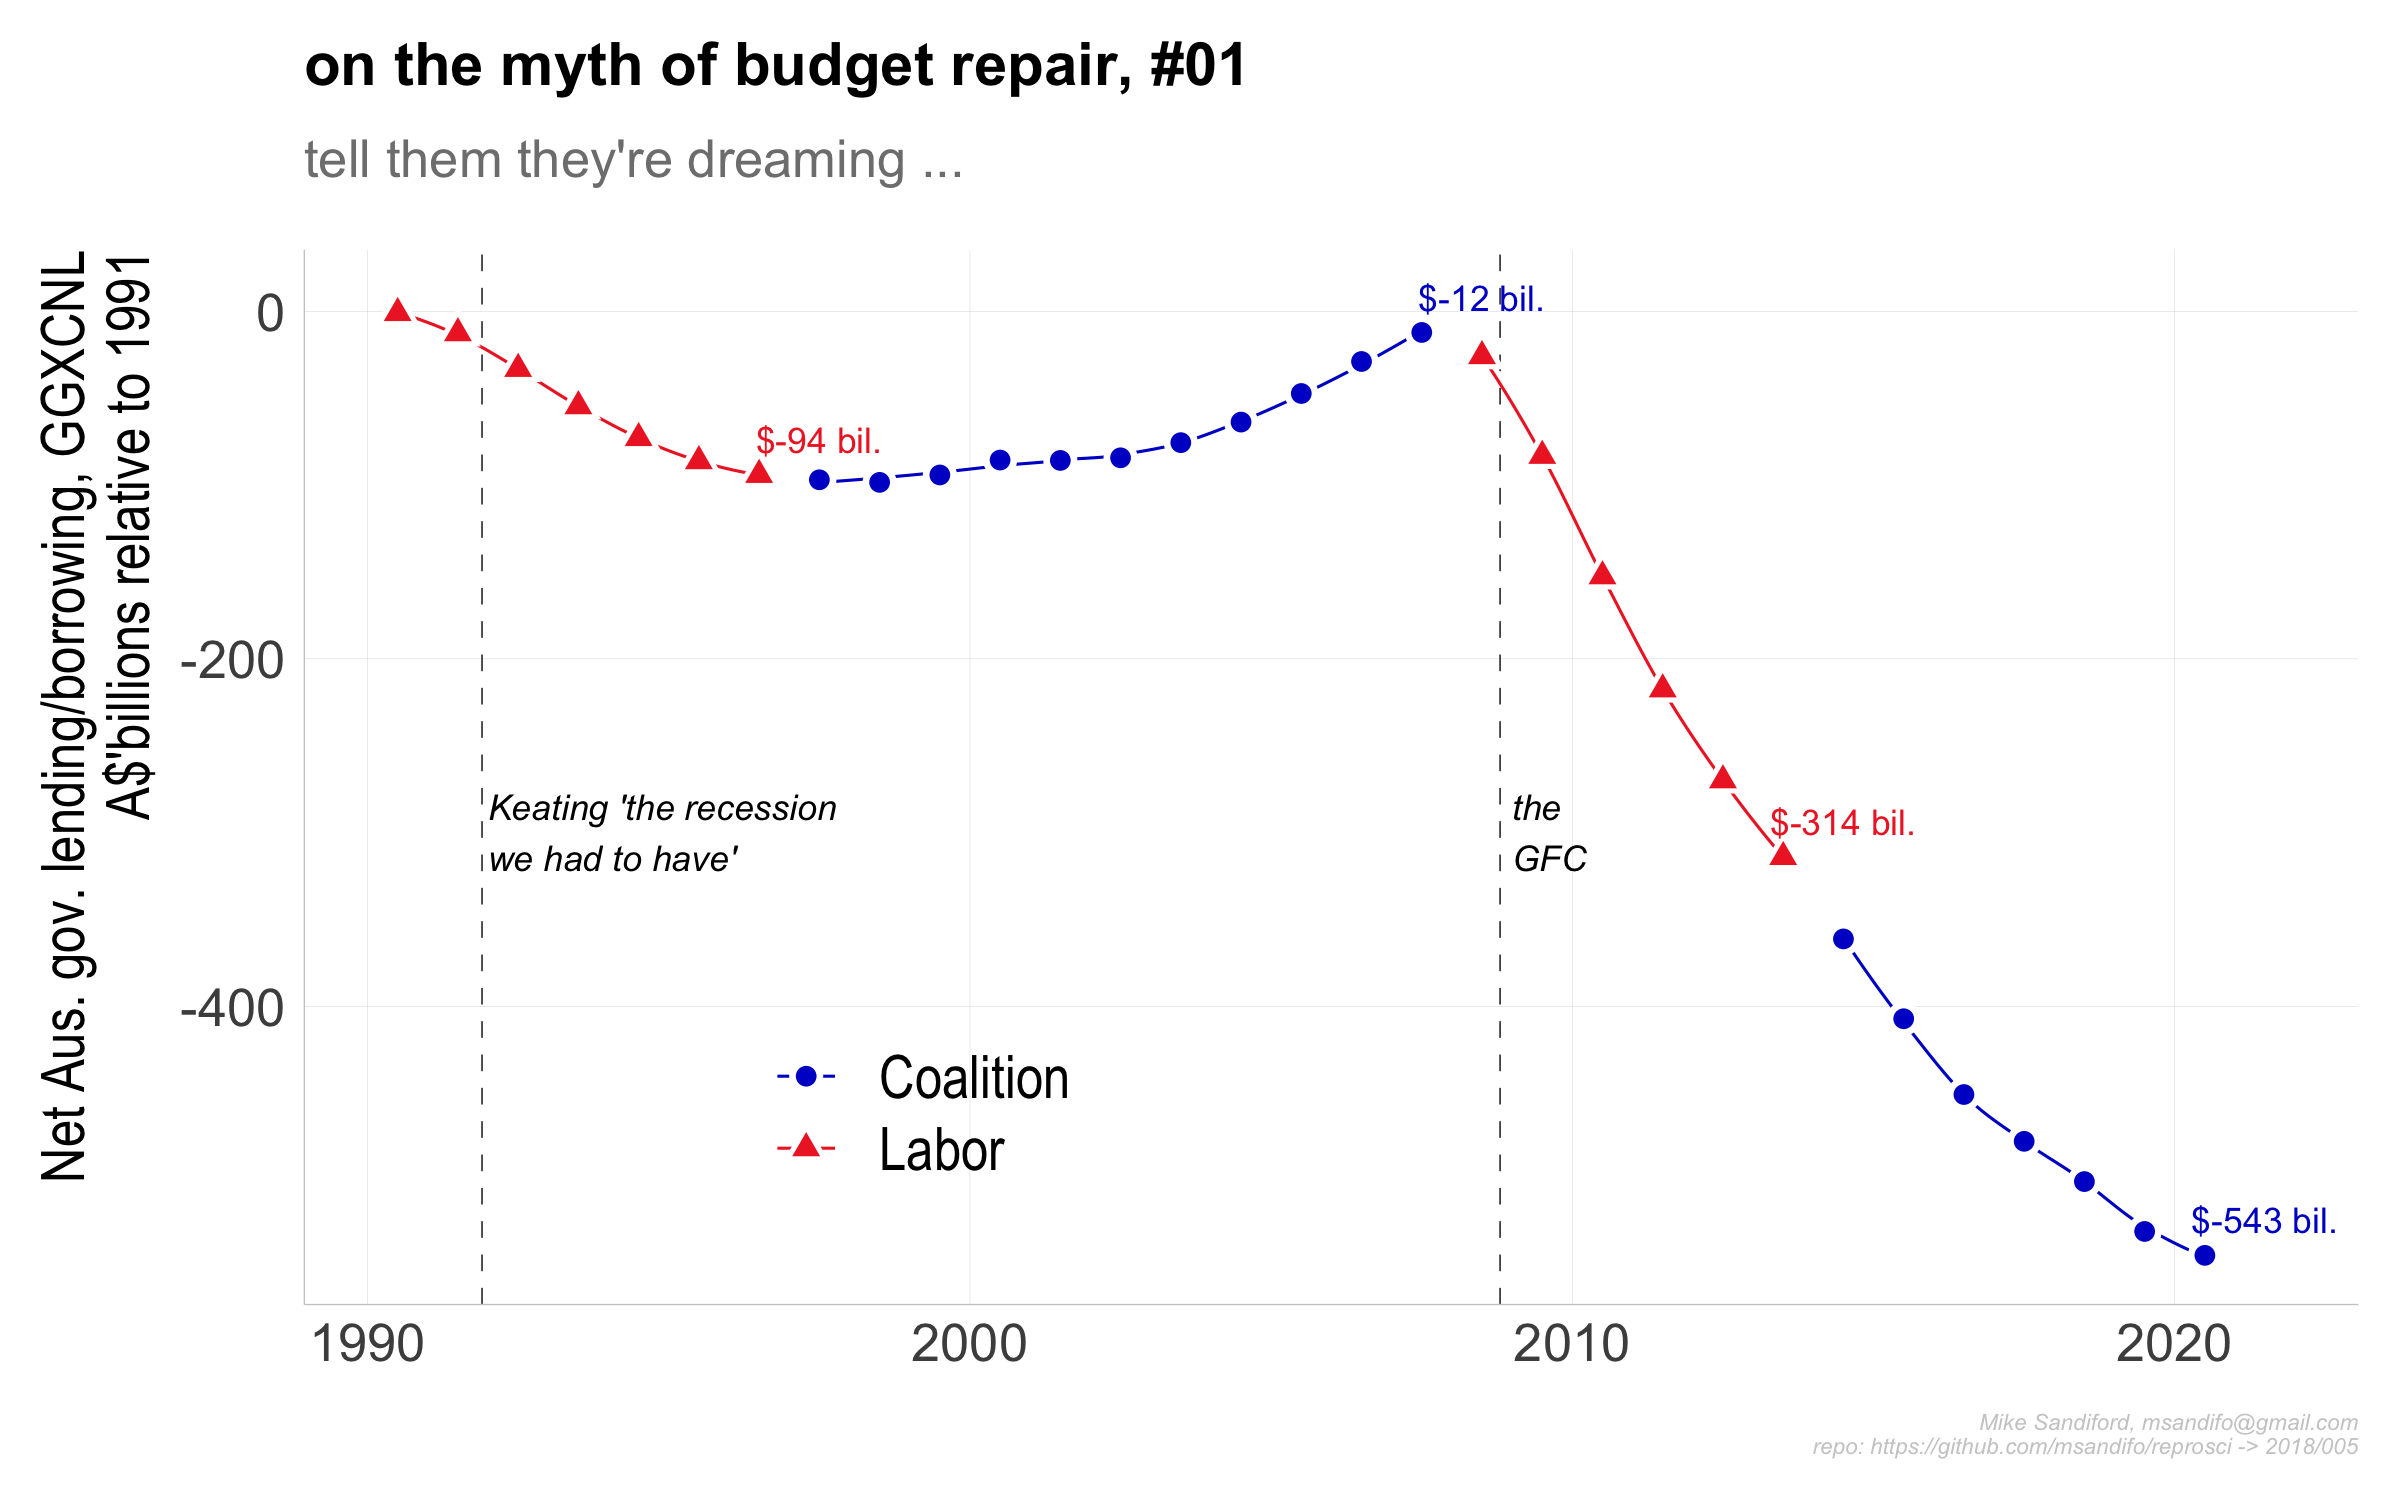 on the myth of budget repair, #01
tell them they're dreaming ...
Net Aus. gov. lending/borrowing, GGXCNL
A$'billions relative to 1991
0
-200
-400
$-12 bil.
$-94 bil.
Keating 'the recession
we had to have'
the
GFC
$-314 bil.
Coalition
Labor
$-543 bil.
1990
2000
2010
2020
Mike Sandiford, msandifo@gmail.com
repo: https://github.com/msandifo/reprosci -> 2018/005